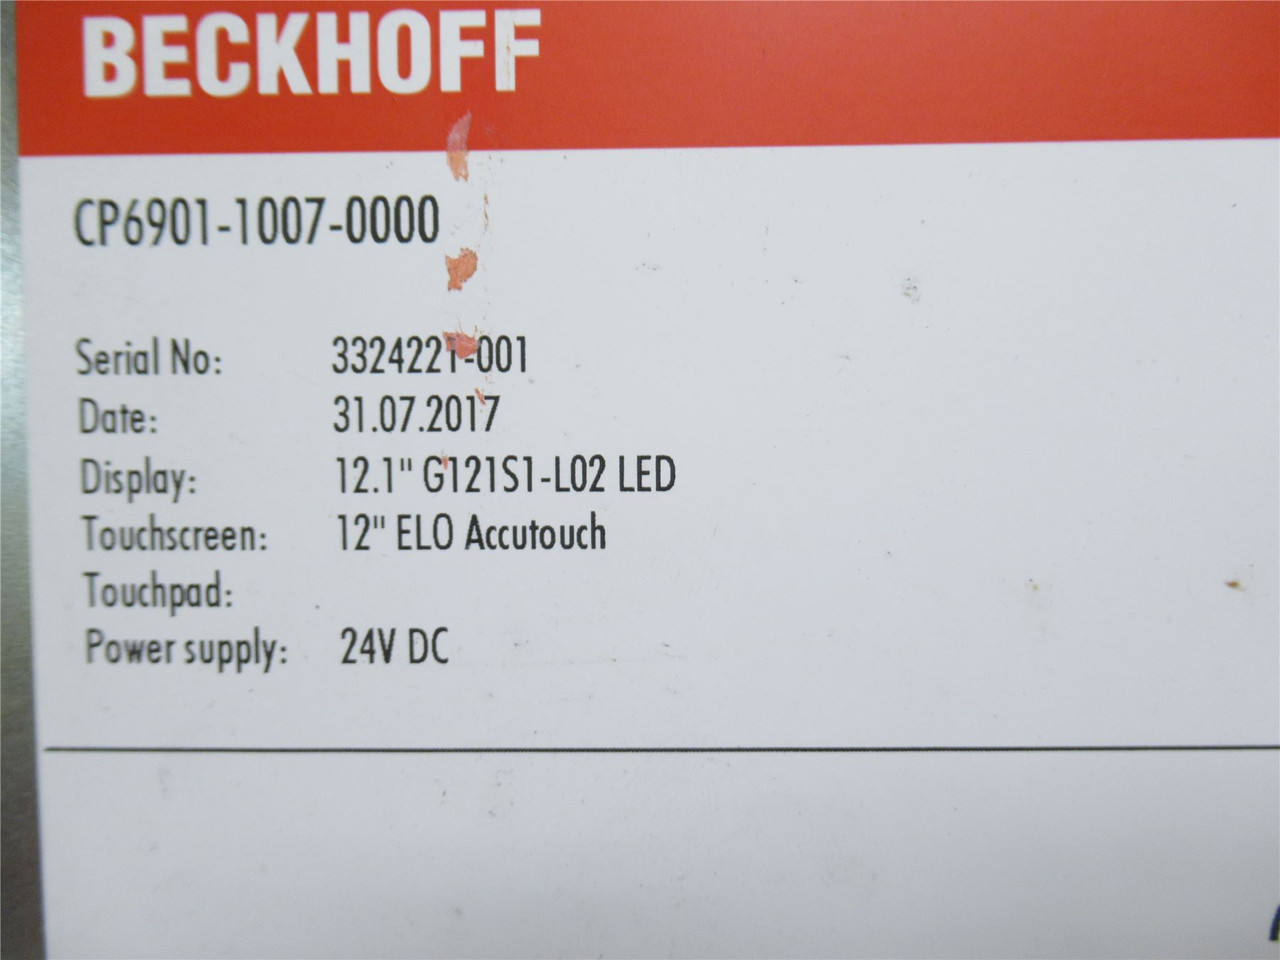 BECKHOFF
CP6901-1007-0000
Serial No: 3324221-001
Date: 31.07.2017
Display: 12.1" G121S1-L02 LED
Touchscreen: 12" ELO Accutouch
Touchpad:
Power supply: 24V DC